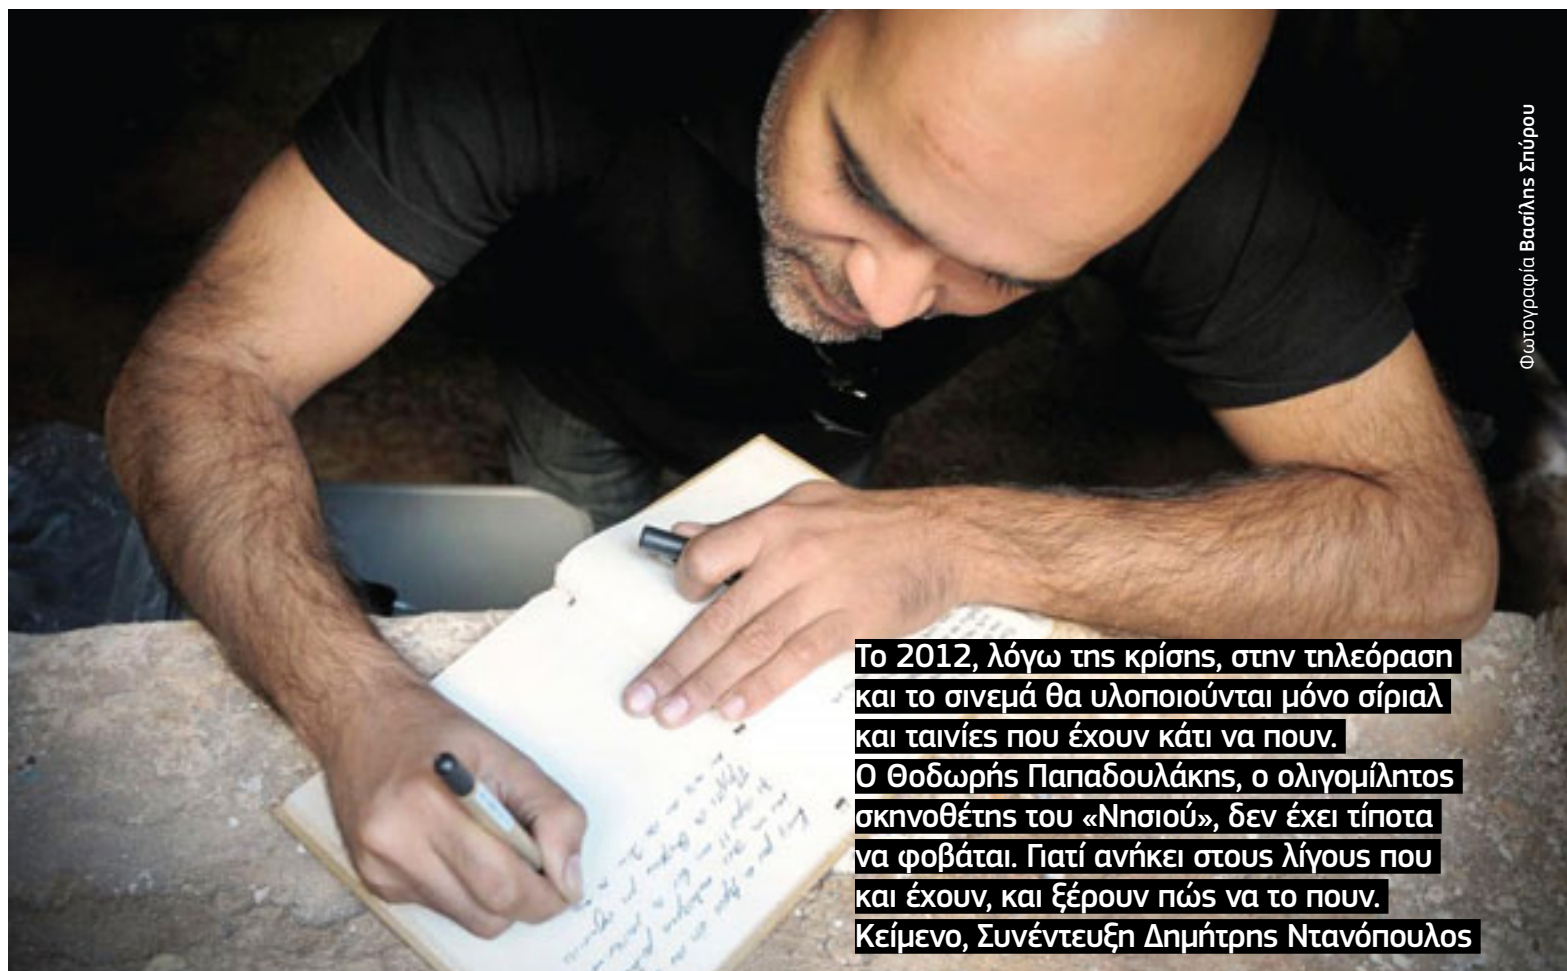 Φωτογραφία Βασίλης Σπύρου
Το 2012, λόγω της κρίσης, στην τηλεόραση
και το σινεμά θα υλοποιούνται μόνο σίριαλ
και ταινίες που έχουν κάτι να πουν.
Ο Θοδωρής Παπαδουλάκης, ο ολιγομίλητος
σκηνοθέτης του «Νησιού», δεν έχει τίποτα
να φοβάται. Γιατί ανήκει στους λίγους που
και έχουν, και ξέρουν πώς να το πουν.
Κείμενο, Συνέντευξη Δημήτρης Ντανόπουλος